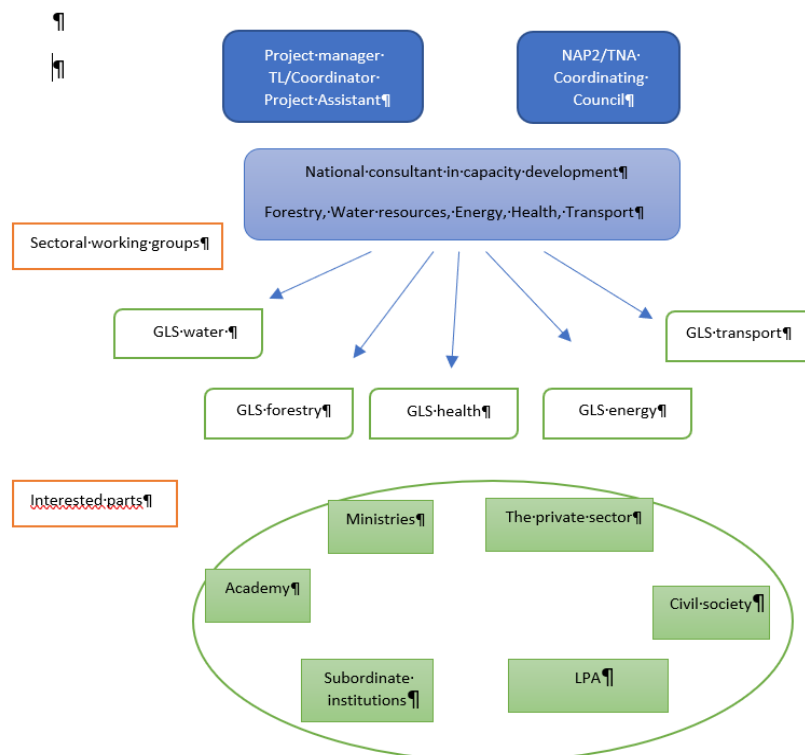 ¶
¶
Project manager
TL/Coordinator
Project Assistant¶
NAP2/TNA
Coordinating
Council¶
National consultant in capacity development¶
Forestry, Water resources, Energy, Health, Transport¶
Sectoral working groups¶
GLS water ¶
GLS transport¶
GLS forestry¶
GLS health¶
GLS energy¶
Interested parts¶
Ministries¶
The private sector¶
Academy¶
Civil society¶
Subordinate
institutions¶
LPA¶